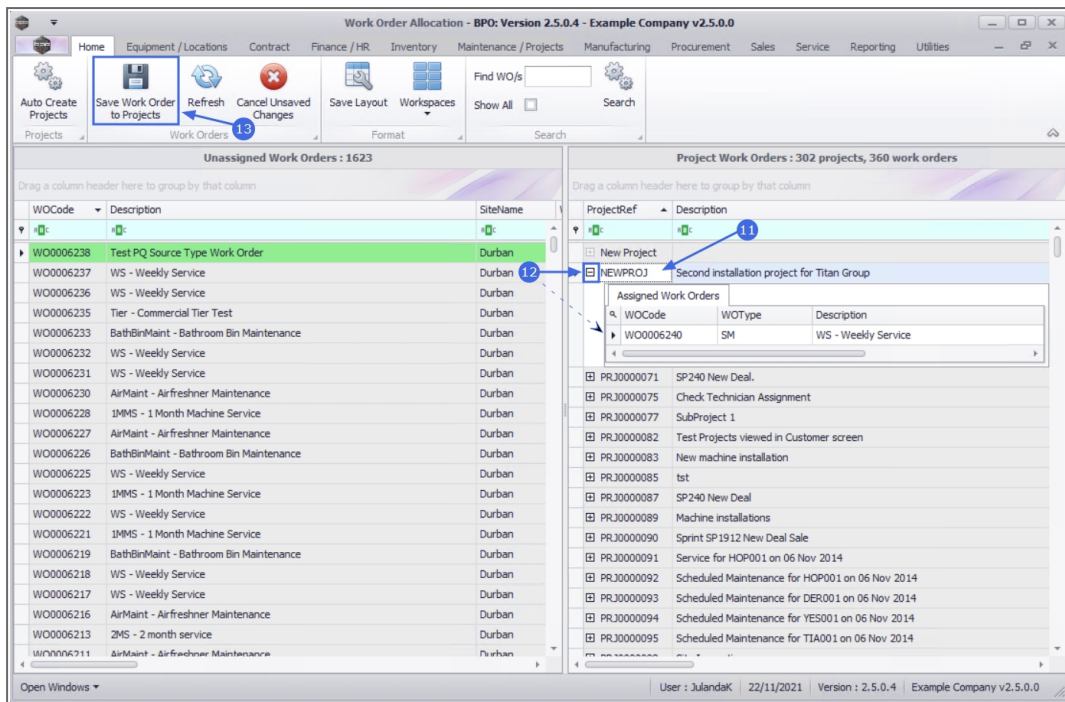 Work Order Allocation - BPO: Version 2.5.0.4 - Example Company v2.5.0.0
Home Equipment / Locations Contract Finance / HR Inventory Maintenance / Projects Manufacturing Procurement Sales Service Reporting Utilities
Auto Create Projects
Save Work Order to Projects
Refresh
Cancel Unsaved Changes
Save Layout
Workspaces
Find WO/s
Show All
Search
13
Projects Work Orders Format Search
Unassigned Work Orders : 1623
Drag a column header here to group by that column
WOCode Description SiteName
WO0006238 Test PQ Source Type Work Order Durban
WO0006237 WS - Weekly Service Durban
WO0006236 WS - Weekly Service Durban
WO0006235 Tier - Commercial Tier Test Durban
WO0006233 BathBinMaint - Bathroom Bin Maintenance Durban
WO0006232 WS - Weekly Service Durban
WO0006231 WS - Weekly Service Durban
WO0006230 AirMaint - Airfreshner Maintenance Durban
WO0006228 1MMS - 1 Month Machine Service Durban
WO0006227 AirMaint - Airfreshner Maintenance Durban
WO0006226 BathBinMaint - Bathroom Bin Maintenance Durban
WO0006225 WS - Weekly Service Durban
WO0006223 1MMS - 1 Month Machine Service Durban
WO0006222 WS - Weekly Service Durban
WO0006221 1MMS - 1 Month Machine Service Durban
WO0006219 BathBinMaint - Bathroom Bin Maintenance Durban
WO0006218 WS - Weekly Service Durban
WO0006217 WS - Weekly Service Durban
WO0006216 AirMaint - Airfreshner Maintenance Durban
WO0006213 2MS - 2 month service Durban
WO0006211 AirMaint - Airfreshner Maintenance Durban
Project Work Orders : 302 projects, 360 work orders
Drag a column header here to group by that column
ProjectRef Description
11
New Project
12
NEWPROJ Second installation project for Titan Group
Assigned Work Orders
WOCode WOType Description
WO0006240 SM WS - Weekly Service
PRJ0000071 SP240 New Deal.
PRJ0000075 Check Technician Assignment
PRJ0000077 SubProject 1
PRJ0000082 Test Projects viewed in Customer screen
PRJ0000083 New machine installation
PRJ0000085 tst
PRJ0000087 SP240 New Deal
PRJ0000089 Machine installations
PRJ0000090 Sprint SP1912 New Deal Sale
PRJ0000091 Service for HOP001 on 06 Nov 2014
PRJ0000092 Scheduled Maintenance for HOP001 on 06 Nov 2014
PRJ0000093 Scheduled Maintenance for DER001 on 06 Nov 2014
PRJ0000094 Scheduled Maintenance for YES001 on 06 Nov 2014
PRJ0000095 Scheduled Maintenance for TIA001 on 06 Nov 2014
Open Windows
User : JulandaK 22/11/2021 Version : 2.5.0.4 Example Company v2.5.0.0